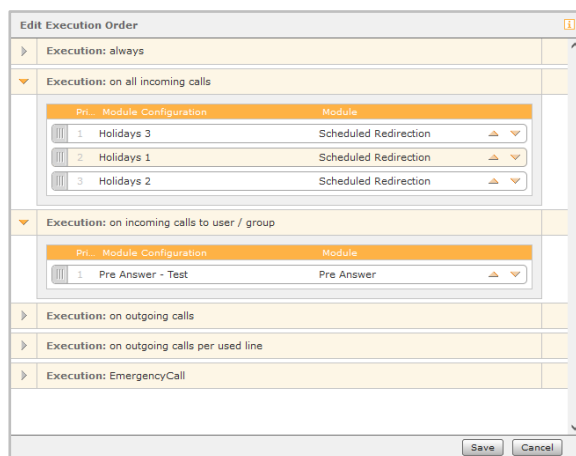 Edit Execution Order
Execution: always
Execution: on all incoming calls
Pri... Module Configuration Module
1 Holidays 3 Scheduled Redirection
2 Holidays 1 Scheduled Redirection
3 Holidays 2 Scheduled Redirection
Execution: on incoming calls to user / group
Pri... Module Configuration Module
1 Pre Answer - Test Pre Answer
Execution: on outgoing calls
Execution: on outgoing calls per used line
Execution: EmergencyCall
Save Cancel